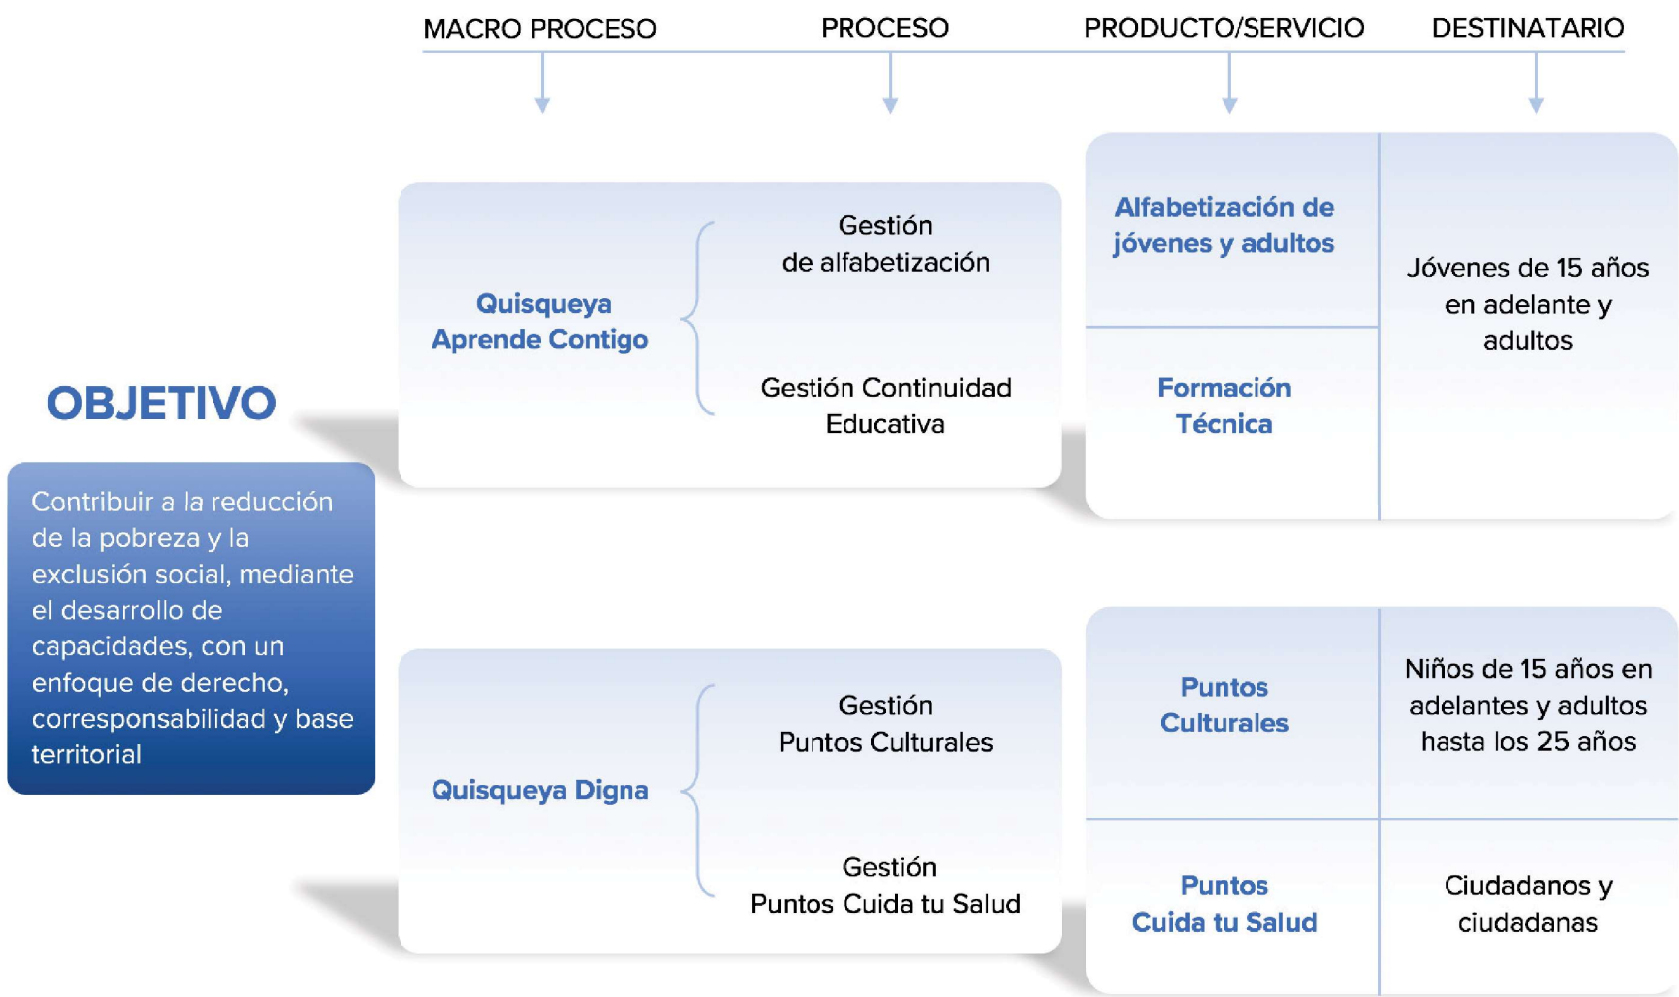 MACRO PROCESO
PROCESO
PRODUCTO/SERVICIO
DESTINATARIO
OBJETIVO
Contribuir a la reducción
de la pobreza y la
exclusión social, mediante
el desarrollo de
capacidades, con un
enfoque de derecho,
corresponsabilidad y base
territorial
Quisqueya
Aprende Contigo
Gestión
de alfabetización
Gestión Continuidad
Educativa
Alfabetización de
jóvenes y adultos
Formación
Técnica
Jóvenes de 15 años
en adelante y
adultos
Quisqueya Digna
Gestión
Puntos Culturales
Gestión
Puntos Cuida tu Salud
Puntos
Culturales
Niños de 15 años en
adelantes y adultos
hasta los 25 años
Puntos
Cuida tu Salud
Ciudadanos y
ciudadanas